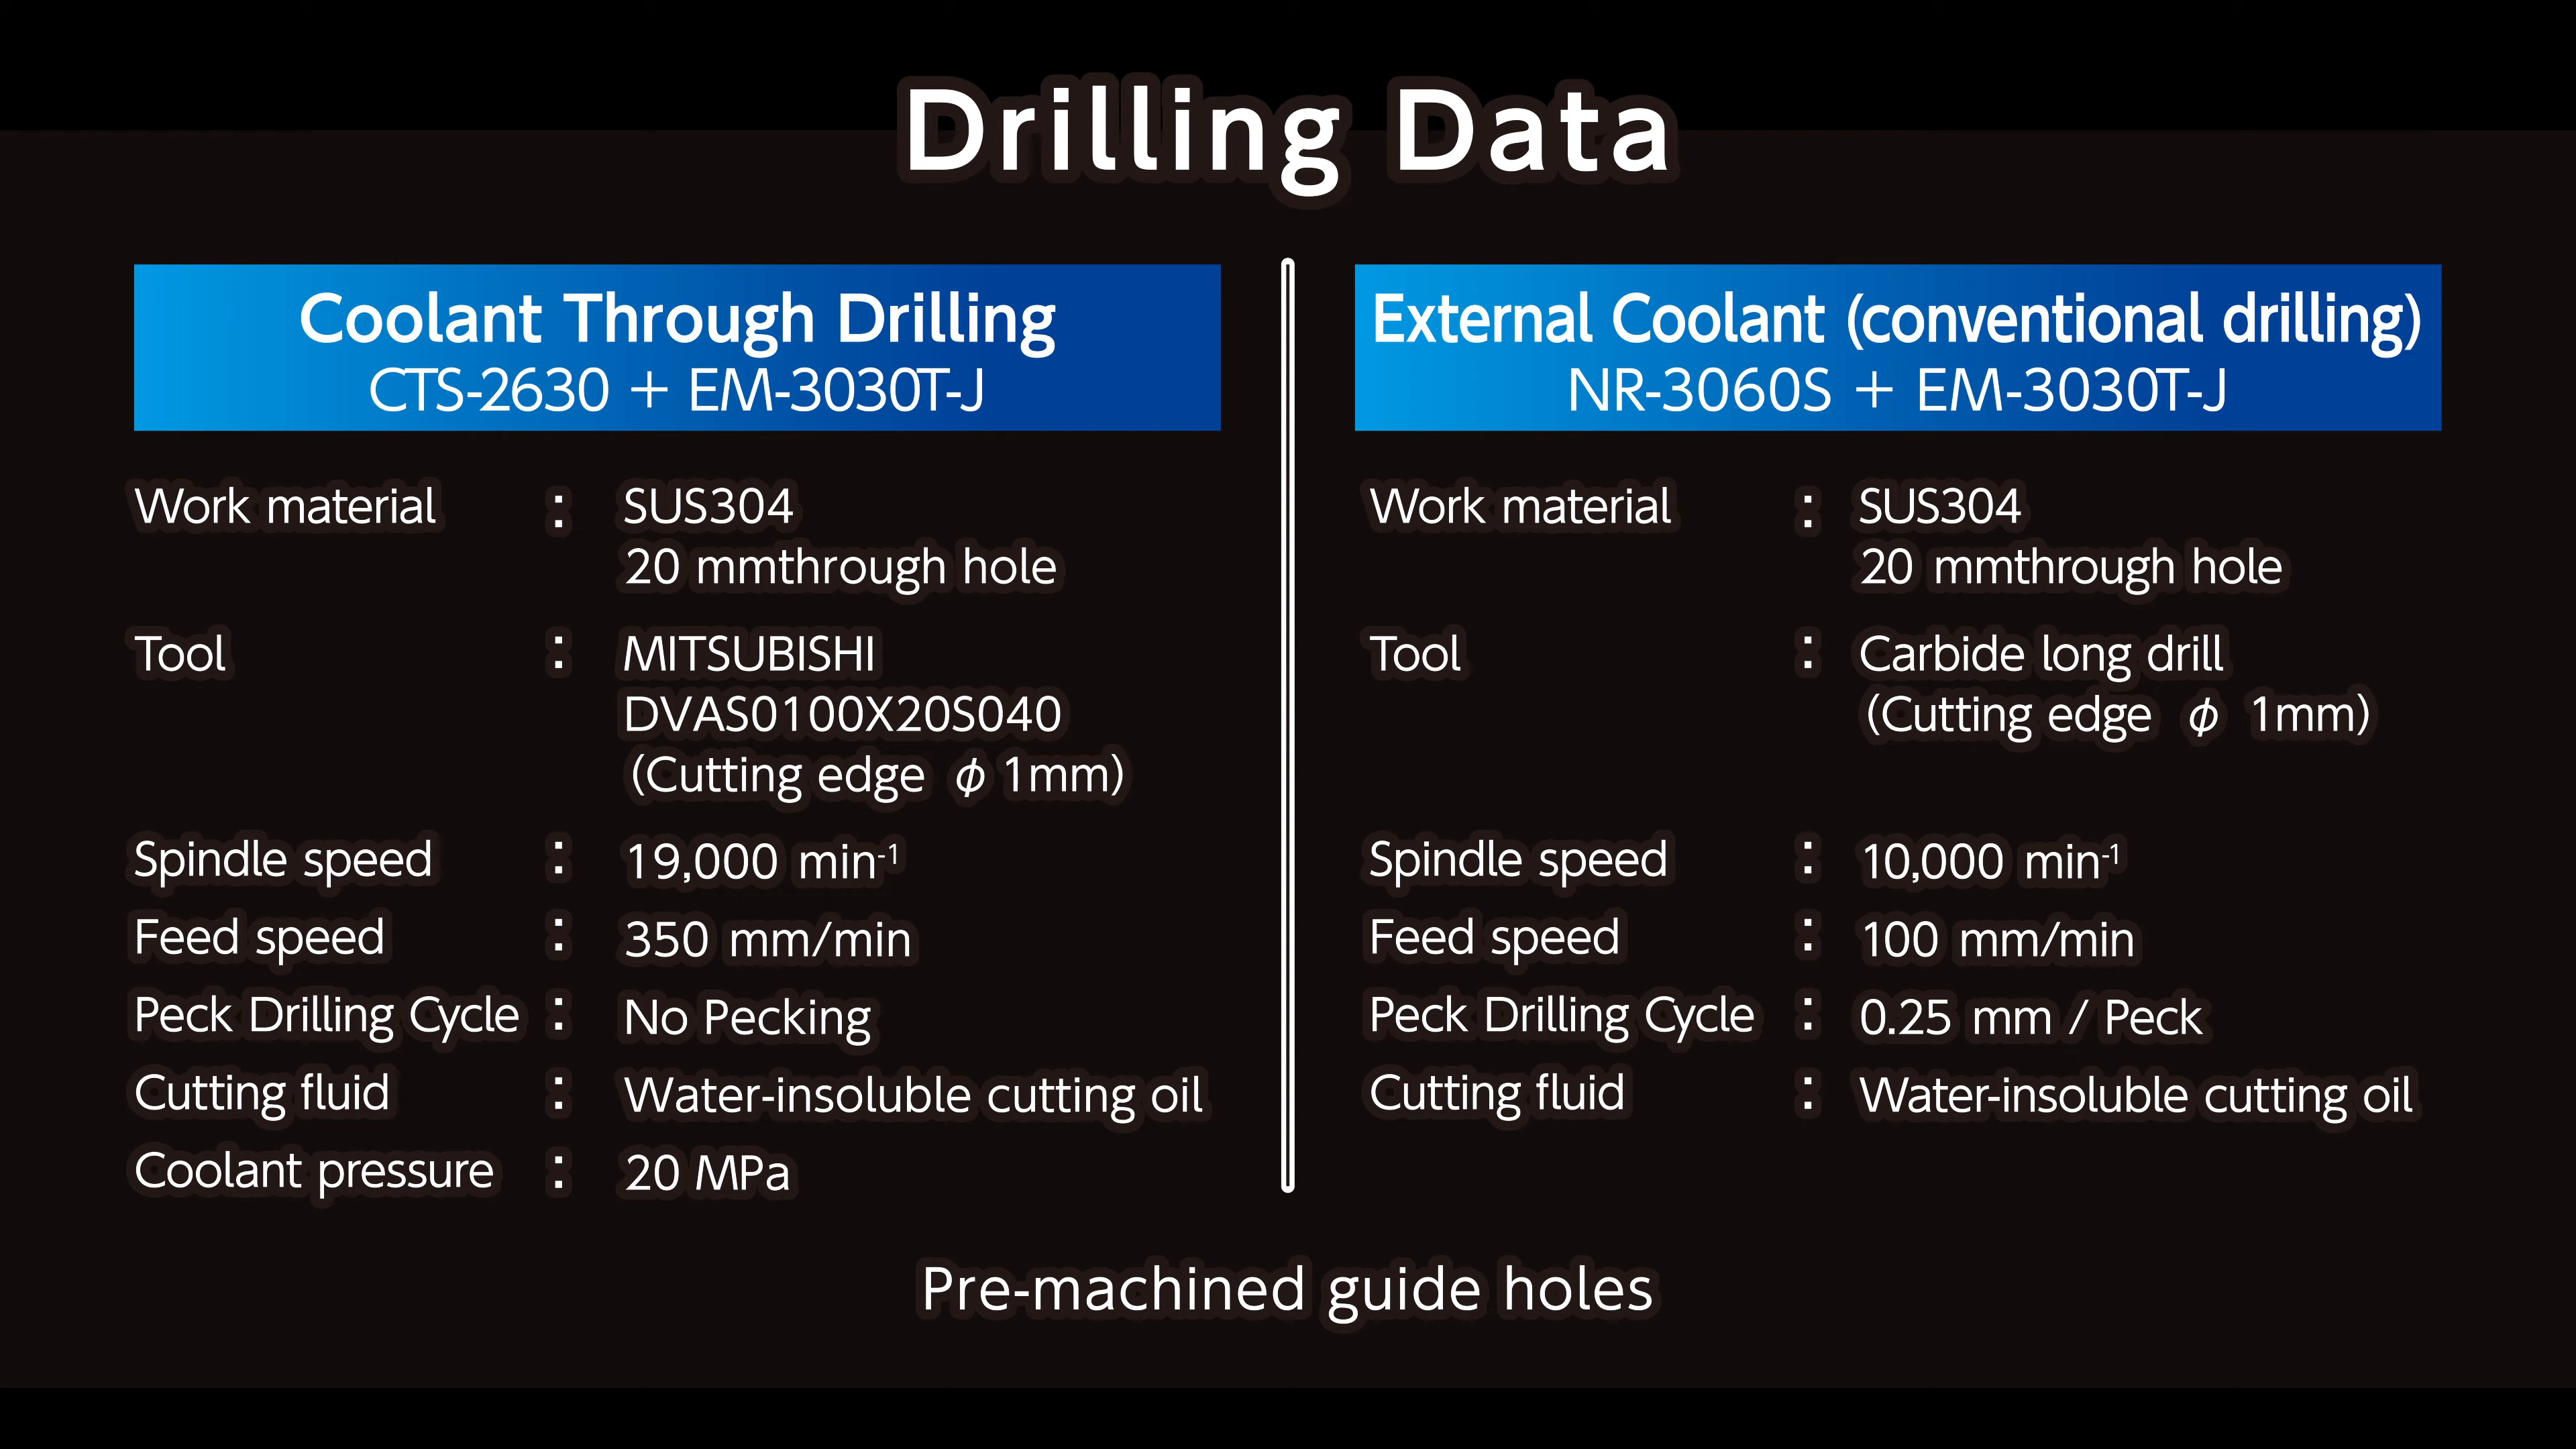 Drilling Data
Coolant Through Drilling
CTS-2630 + EM-3030T-J
Work material : SUS304
20 mmthrough hole
Tool : MITSUBISHI
DVAS0100X20S040
(Cutting edge φ 1mm)
Spindle speed : 19,000 min⁻¹
Feed speed : 350 mm/min
Peck Drilling Cycle : No Pecking
Cutting fluid : Water-insoluble cutting oil
Coolant pressure : 20 MPa
External Coolant (conventional drilling)
NR-3060S + EM-3030T-J
Work material : SUS304
20 mmthrough hole
Tool : Carbide long drill
(Cutting edge φ 1mm)
Spindle speed : 10,000 min⁻¹
Feed speed : 100 mm/min
Peck Drilling Cycle : 0.25 mm / Peck
Cutting fluid : Water-insoluble cutting oil
Pre-machined guide holes